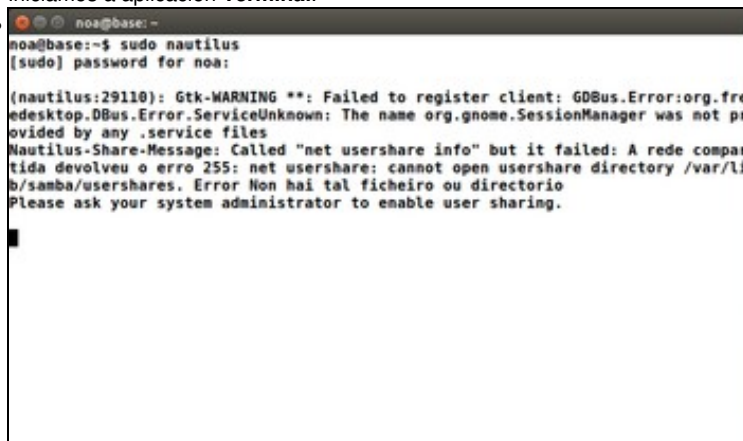 Iniciamos a aplicación Terminal.
noa@base: ~
noa@base:~$ sudo nautilus
[sudo] password for noa:
(nautilus:29110): Gtk-WARNING **: Failed to register client: GDBus.Error:org.fre
edesktop.DBus.Error.ServiceUnknown: The name org.gnome.SessionManager was not pr
ovided by any .service files
Nautilus-Share-Message: Called "net usershare info" but it failed: A rede compar
tida devolveu o erro 255: net usershare: cannot open usershare directory /var/li
b/samba/usershares. Error Non hai tal ficheiro ou directorio
Please ask your system administrator to enable user sharing.